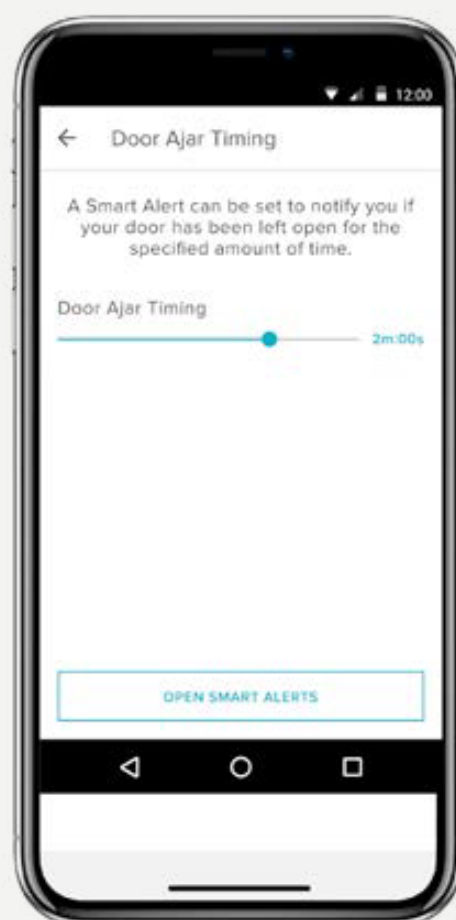 12:00
Door Ajar Timing
A Smart Alert can be set to notify you if
your door has been left open for the
specified amount of time.
Door Ajar Timing
2m:00s
OPEN SMART ALERTS